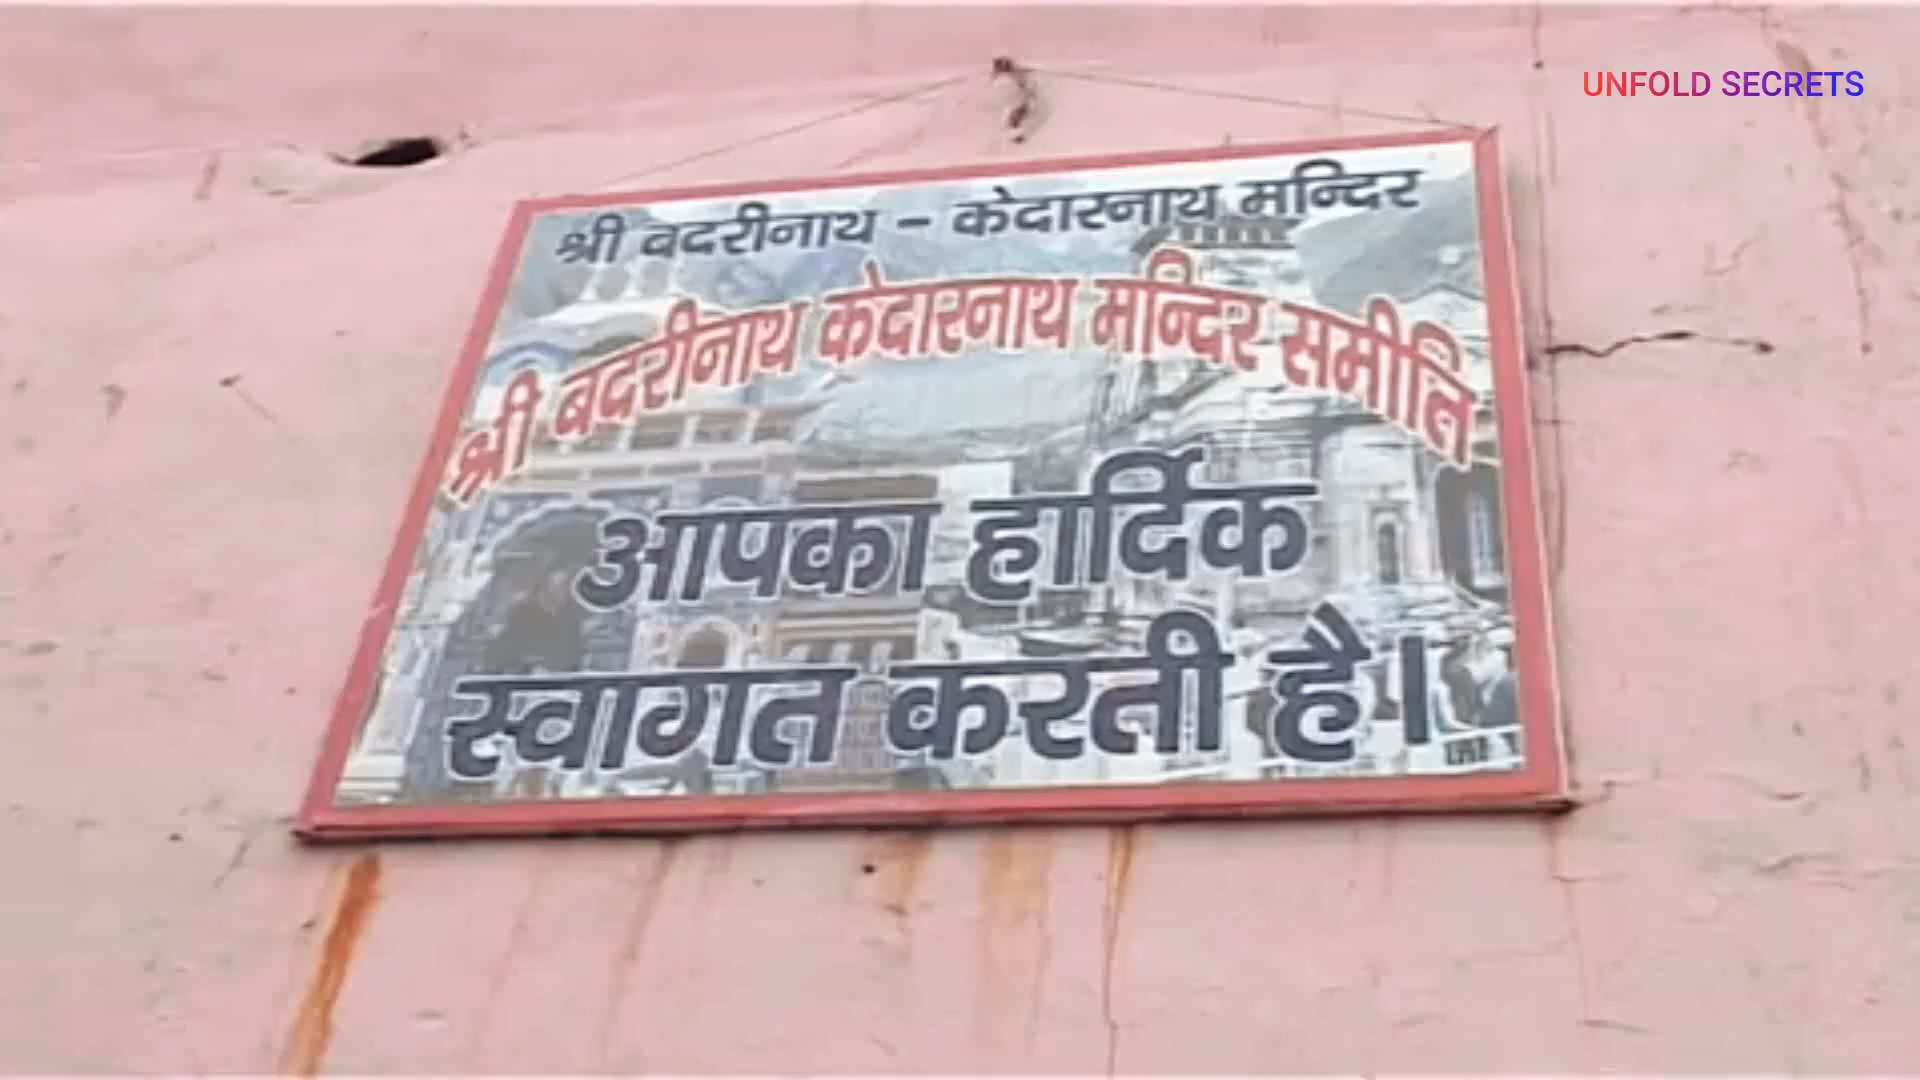 UNFOLD SECRETS
श्री बदरीनाथ - केदारनाथ मन्दिर
श्री बदरीनाथ केदारनाथ मन्दिर समीति
आपका हार्दिक
स्वागत करती है।